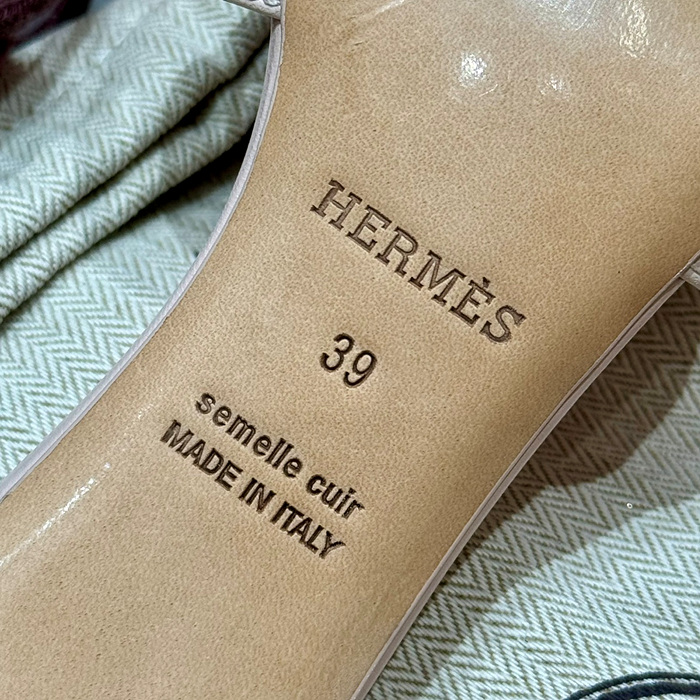 HERMÈS
39
semelle cuir
MADE IN ITALY